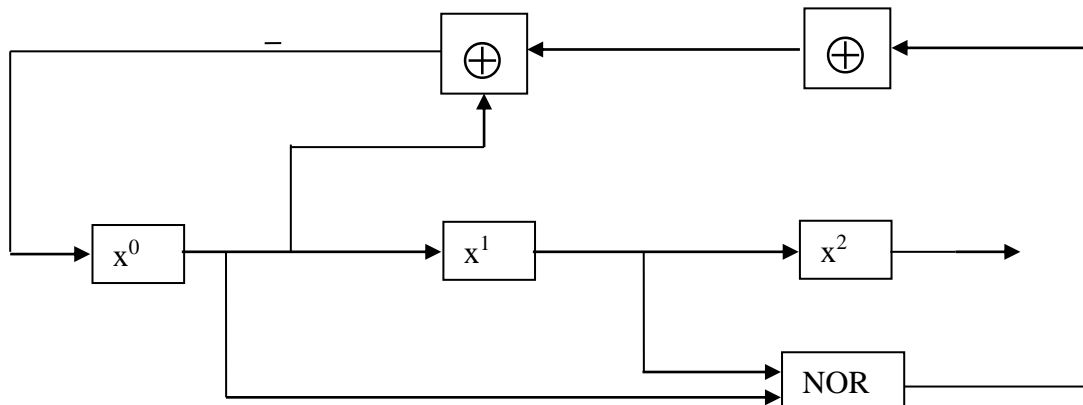 ⊕ ⊕
–
x⁰ x¹ x²
NOR